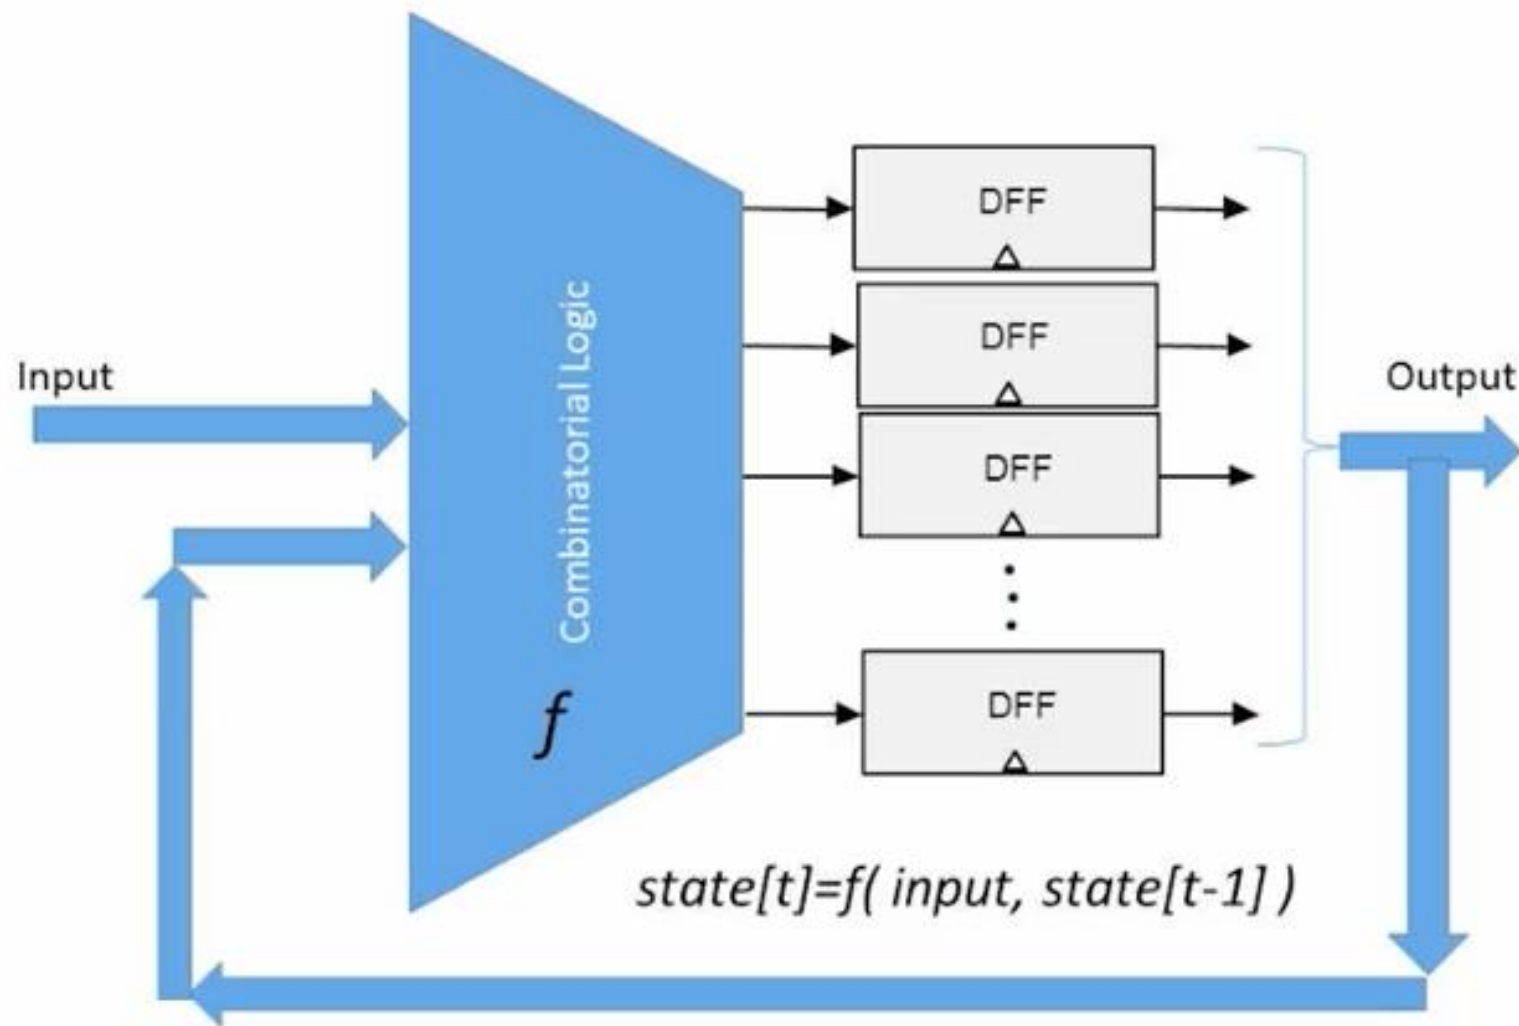 Input
Combinatorial Logic
f
DFF
DFF
DFF
DFF
Output
state[t]=f( input, state[t-1] )